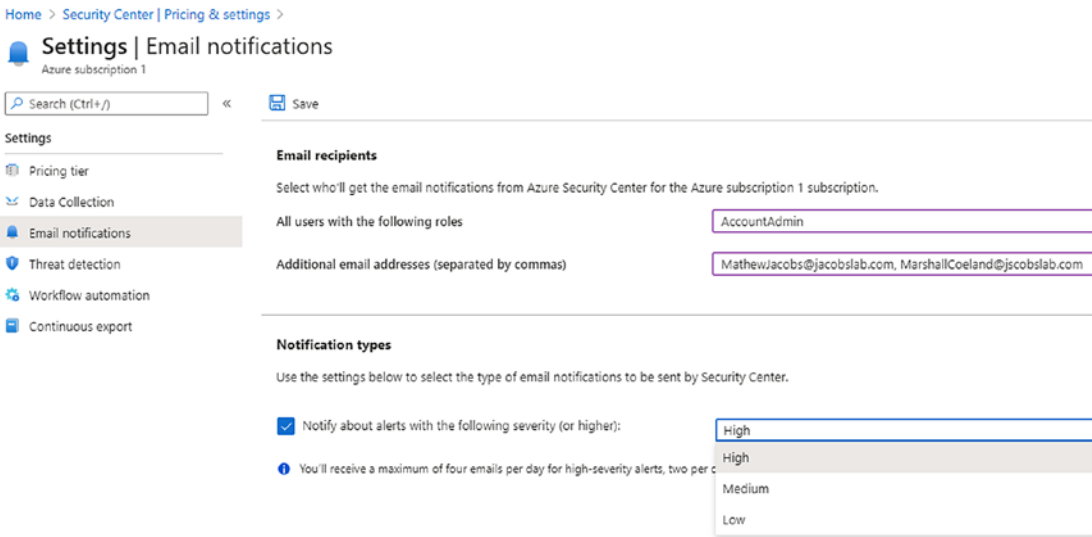 Home > Security Center | Pricing & settings >
Settings | Email notifications
Azure subscription 1
Search (Ctrl+/)
«
Save
Settings
Pricing tier
Data Collection
Email notifications
Threat detection
Workflow automation
Continuous export
Email recipients
Select who'll get the email notifications from Azure Security Center for the Azure subscription 1 subscription.
All users with the following roles
AccountAdmin
Additional email addresses (separated by commas)
MathewJacobs@jacobslab.com, MarshallCoeland@jscobslab.com
Notification types
Use the settings below to select the type of email notifications to be sent by Security Center.
Notify about alerts with the following severity (or higher):
High
You'll receive a maximum of four emails per day for high-severity alerts, two per
High
Medium
Low